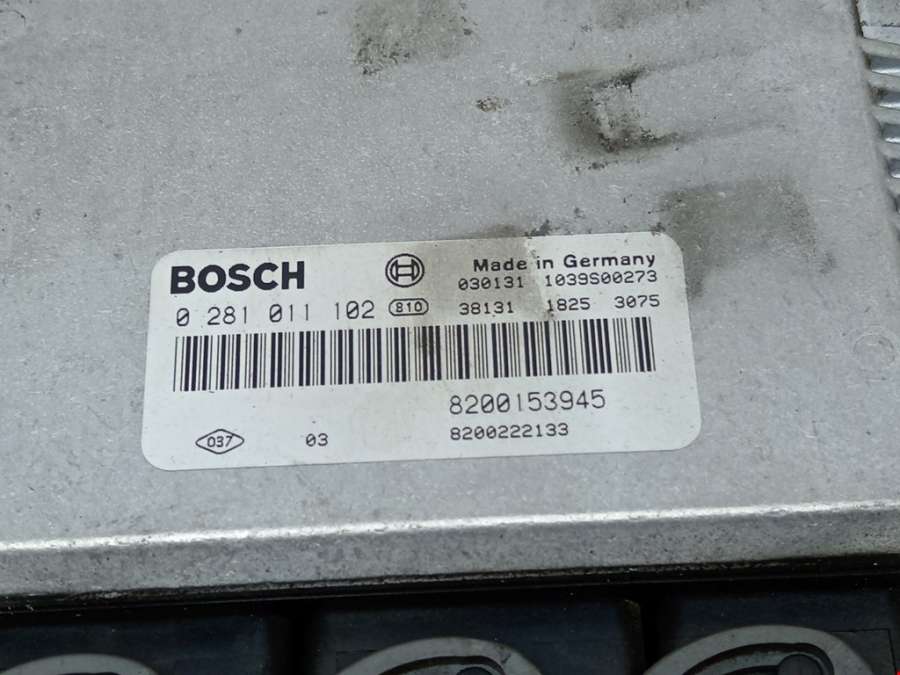 BOSCH
Made in Germany
030131 1039S00273
0 281 011 102 810 38131 1825 3075
8200153945
037 03 8200222133